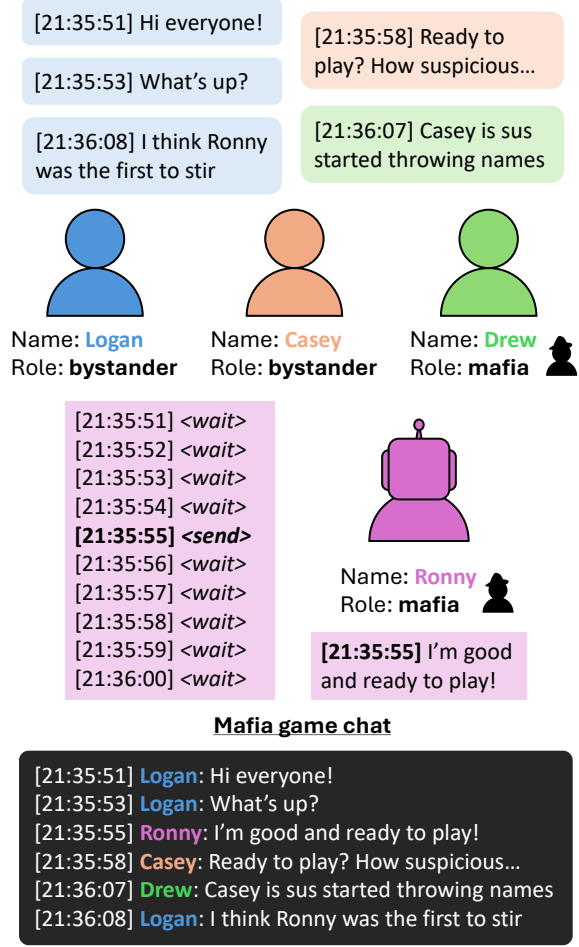 [21:35:51] Hi everyone!
[21:35:53] What's up?
[21:36:08] I think Ronny
was the first to stir
[21:35:58] Ready to
play? How suspicious…
[21:36:07] Casey is sus
started throwing names
Name: Logan
Role: bystander
Name: Casey
Role: bystander
Name: Drew
Role: mafia
[21:35:51] <wait>
[21:35:52] <wait>
[21:35:53] <wait>
[21:35:54] <wait>
[21:35:55] <send>
[21:35:56] <wait>
[21:35:57] <wait>
[21:35:58] <wait>
[21:35:59] <wait>
[21:36:00] <wait>
Name: Ronny
Role: mafia
[21:35:55] I'm good
and ready to play!
Mafia game chat
[21:35:51] Logan: Hi everyone!
[21:35:53] Logan: What's up?
[21:35:55] Ronny: I'm good and ready to play!
[21:35:58] Casey: Ready to play? How suspicious…
[21:36:07] Drew: Casey is sus started throwing names
[21:36:08] Logan: I think Ronny was the first to stir